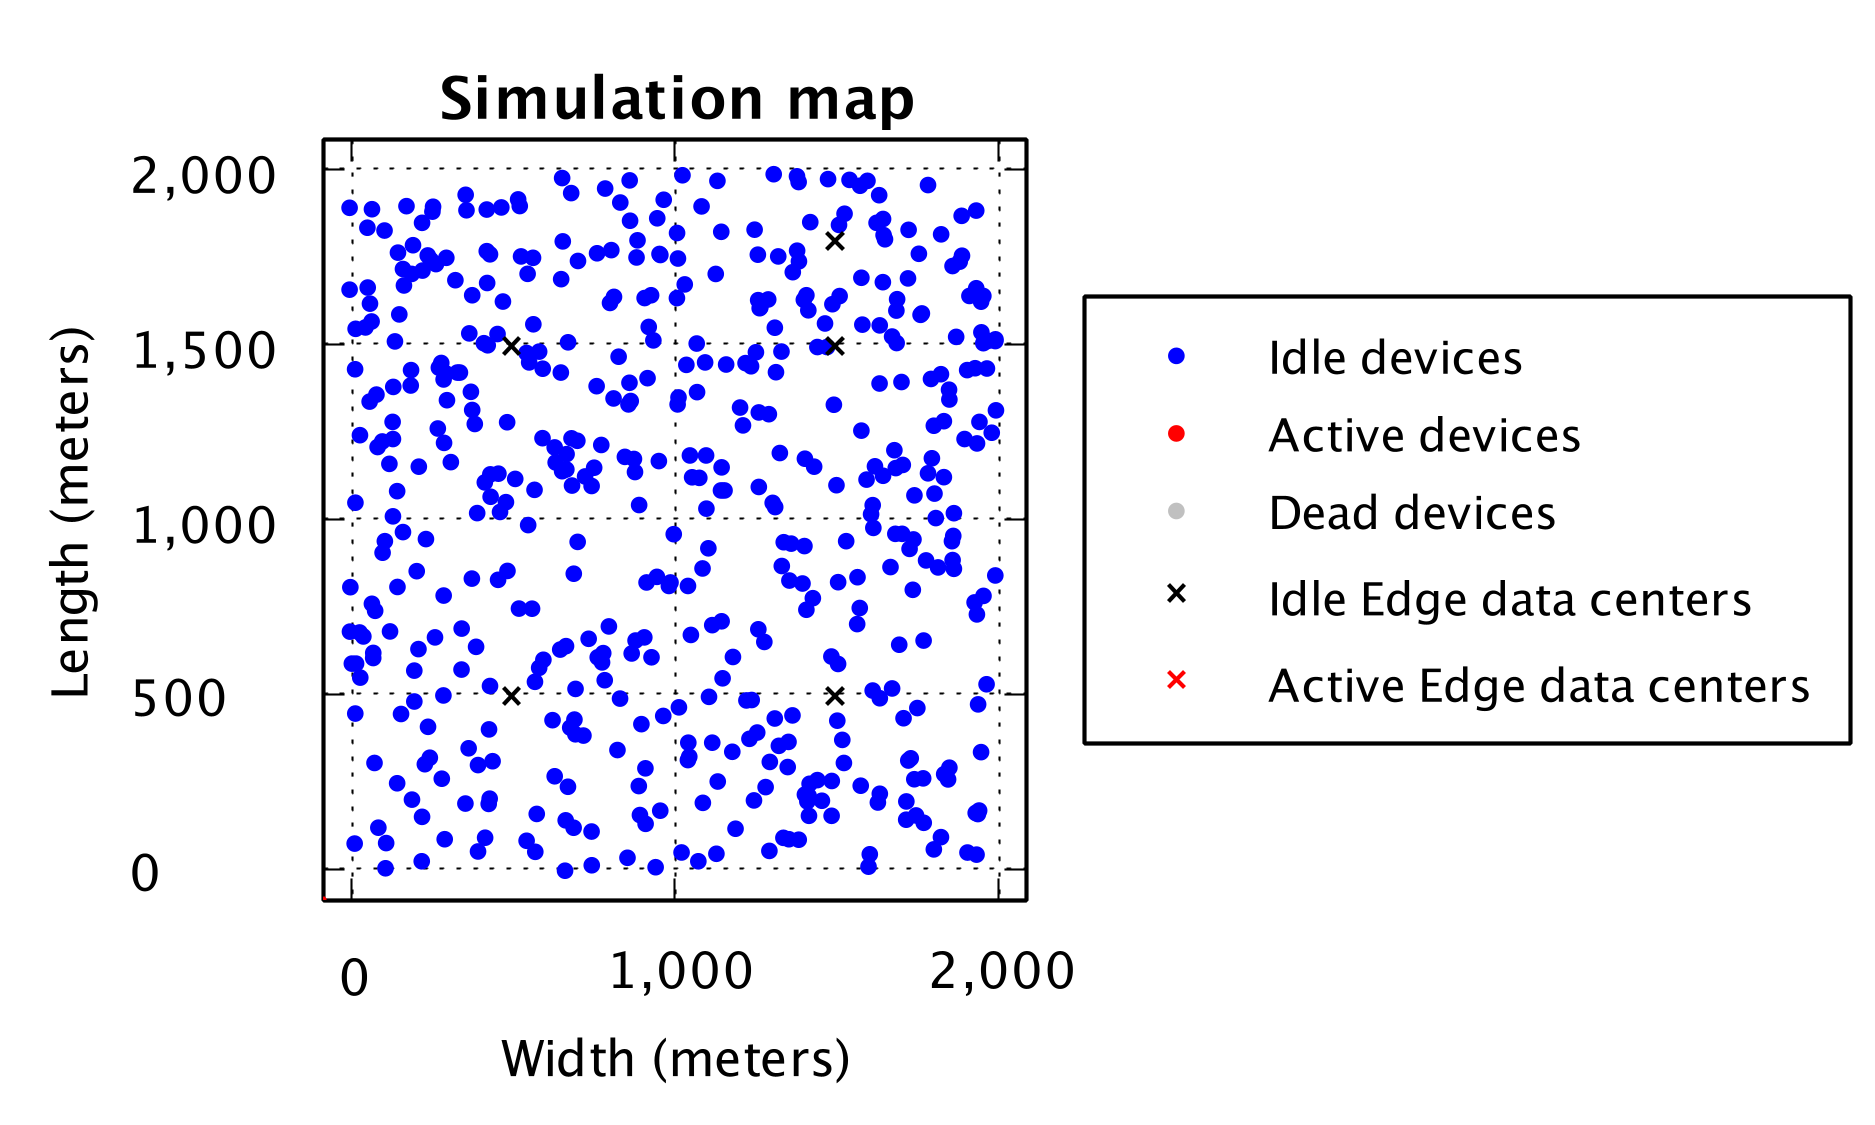 Simulation map
2,000
1,500
1,000
500
0
Length (meters)
0
1,000
2,000
Width (meters)
Idle devices
Active devices
Dead devices
Idle Edge data centers
Active Edge data centers